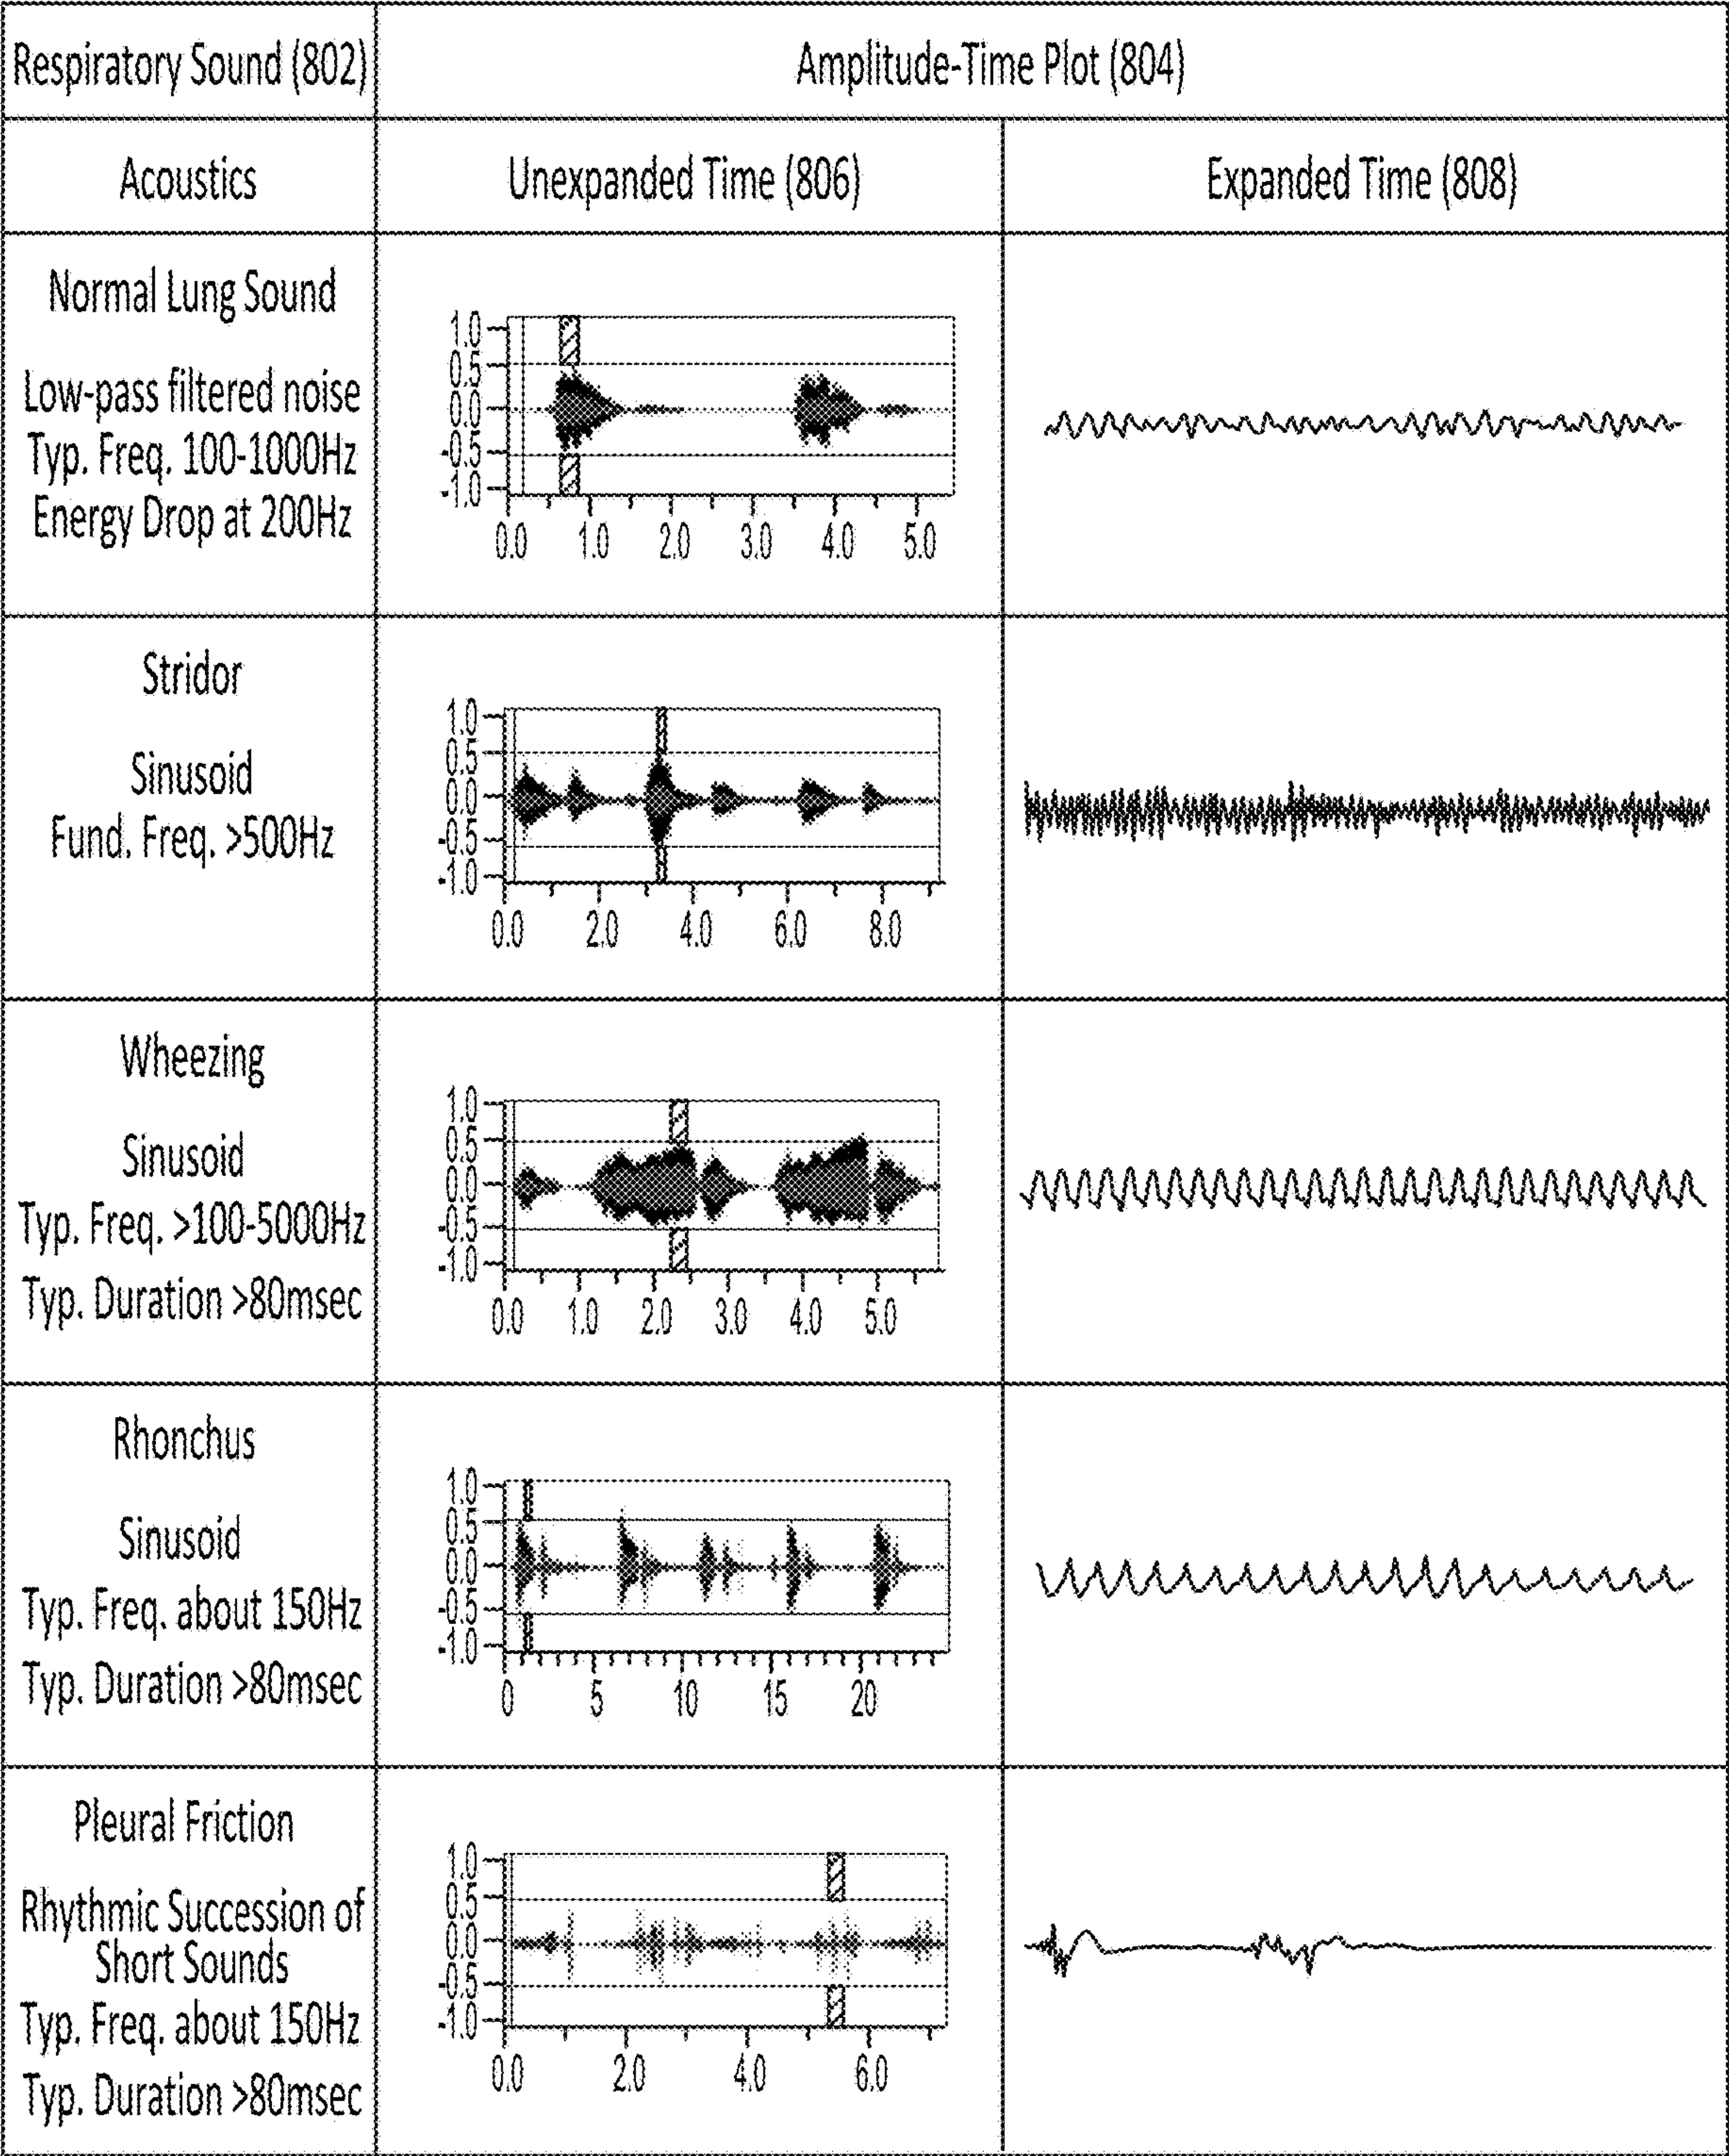 Respiratory Sound (802)
Amplitude-Time Plot (804)
Acoustics
Unexpanded Time (806)
Expanded Time (808)
Normal Lung Sound
Low-pass filtered noise
Typ. Freq. 100-1000Hz
Energy Drop at 200Hz
1.0
0.5
0.0
-0.5
-1.0
0.0 1.0 2.0 3.0 4.0 5.0
Stridor
Sinusoid
Fund. Freq. >500Hz
1.0
0.5
0.0
-0.5
-1.0
0.0 2.0 4.0 6.0 8.0
Wheezing
Sinusoid
Typ. Freq. >100-5000Hz
Typ. Duration >80msec
1.0
0.5
0.0
-0.5
-1.0
0.0 1.0 2.0 3.0 4.0 5.0
Rhonchus
Sinusoid
Typ. Freq. about 150Hz
Typ. Duration >80msec
1.0
0.5
0.0
-0.5
-1.0
0 5 10 15 20
Pleural Friction
Rhythmic Succession of
Short Sounds
Typ. Freq. about 150Hz
Typ. Duration >80msec
1.0
0.5
0.0
-0.5
-1.0
0.0 2.0 4.0 6.0